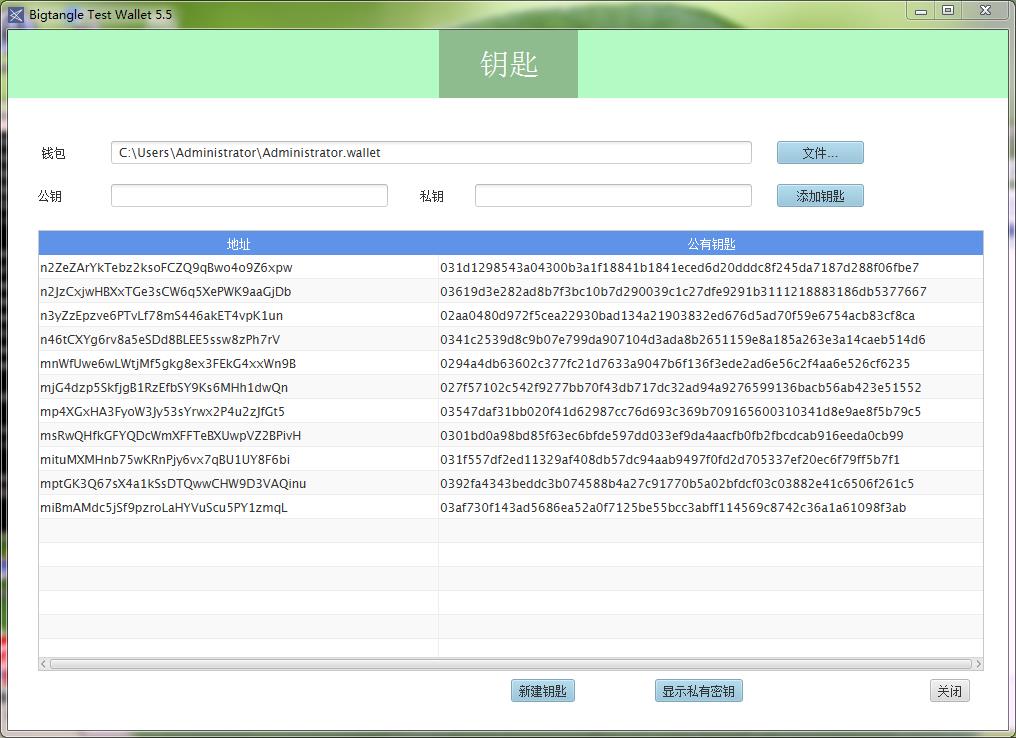 Bigtangle Test Wallet 5.5
钥匙
钱包 C:\Users\Administrator\Administrator.wallet 文件...
公钥 私钥 添加钥匙
地址 公有钥匙
n2ZeZArYkTebz2ksoFCZQ9qBwo4o9Z6xpw 031d1298543a04300b3a1f18841b1841eced6d20dddc8f245da7187d288f06fbe7
n2JzCxjwHBXxTGe3sCW6q5XePWK9aaGjDb 03619d3e282ad8b7f3bc10b7d290039c1c27dfe9291b3111218883186db5377667
n3yZzEpzve6PTvLf78mS446akET4vpK1un 02aa0480d972f5cea22930bad134a21903832ed676d5ad70f59e6754acb83cf8ca
n46tCXYg6rv8a5eSDd8BLEE5ssw8zPh7rV 0341c2539d8c9b07e799da907104d3ada8b2651159e8a185a263e3a14caeb514d6
mnWfUwe6wLWtjMf5gkg8ex3FEkG4xxWn9B 0294a4db63602c377fc21d7633a9047b6f136f3ede2ad6e56c2f4aa6e526cf6235
mjG4dzp5SkfjgB1RzEfbSY9Ks6MHh1dwQn 027f57102c542f9277bb70f43db717dc32ad94a9276599136bacb56ab423e51552
mp4XGxHA3FyoW3Jy53sYrwx2P4u2zJfGt5 03547daf31bb020f41d62987cc76d693c369b709165600310341d8e9ae8f5b79c5
msRwQHfkGFYQDcWmXFFTeBXUwpVZ2BPivH 0301bd0a98bd85f63ec6bfde597dd033ef9da4aacfb0fb2fbcdcab916eeda0cb99
mituMXMHnb75wKRnPjy6vx7qBU1UY8F6bi 031f557df2ed11329af408db57dc94aab9497f0fd2d705337ef20ec6f79ff5b7f1
mptGK3Q67sX4a1kSsDTQwwCHW9D3VAQinu 0392fa4343beddc3b074588b4a27c91770b5a02bfdcf03c03882e41c6506f261c5
miBmAMdc5jSf9pzroLaHYVuScu5PY1zmqL 03af730f143ad5686ea52a0f7125be55bcc3abff114569c8742c36a1a61098f3ab
新建钥匙 显示私有密钥 关闭